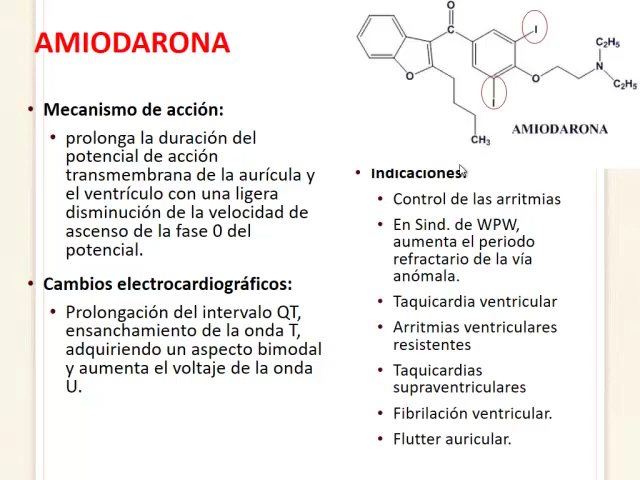 AMIODARONA
• Mecanismo de acción:
• prolonga la duración del
potencial de acción
transmembrana de la aurícula y
el ventrículo con una ligera
disminución de la velocidad de
ascenso de la fase 0 del
potencial.
• Cambios electrocardiográficos:
• Prolongación del intervalo QT,
ensanchamiento de la onda T,
adquiriendo un aspecto bimodal
y aumenta el voltaje de la onda
U.
O
C
I
I
O
O
N
C₂H₅
C₂H₅
CH₃
AMIODARONA
• Indicaciones:
• Control de las arritmias
• En Sind. de WPW,
aumenta el periodo
refractario de la vía
anómala.
• Taquicardia ventricular
• Arritmias ventriculares
resistentes
• Taquicardias
supraventriculares
• Fibrilación ventricular.
• Flutter auricular.